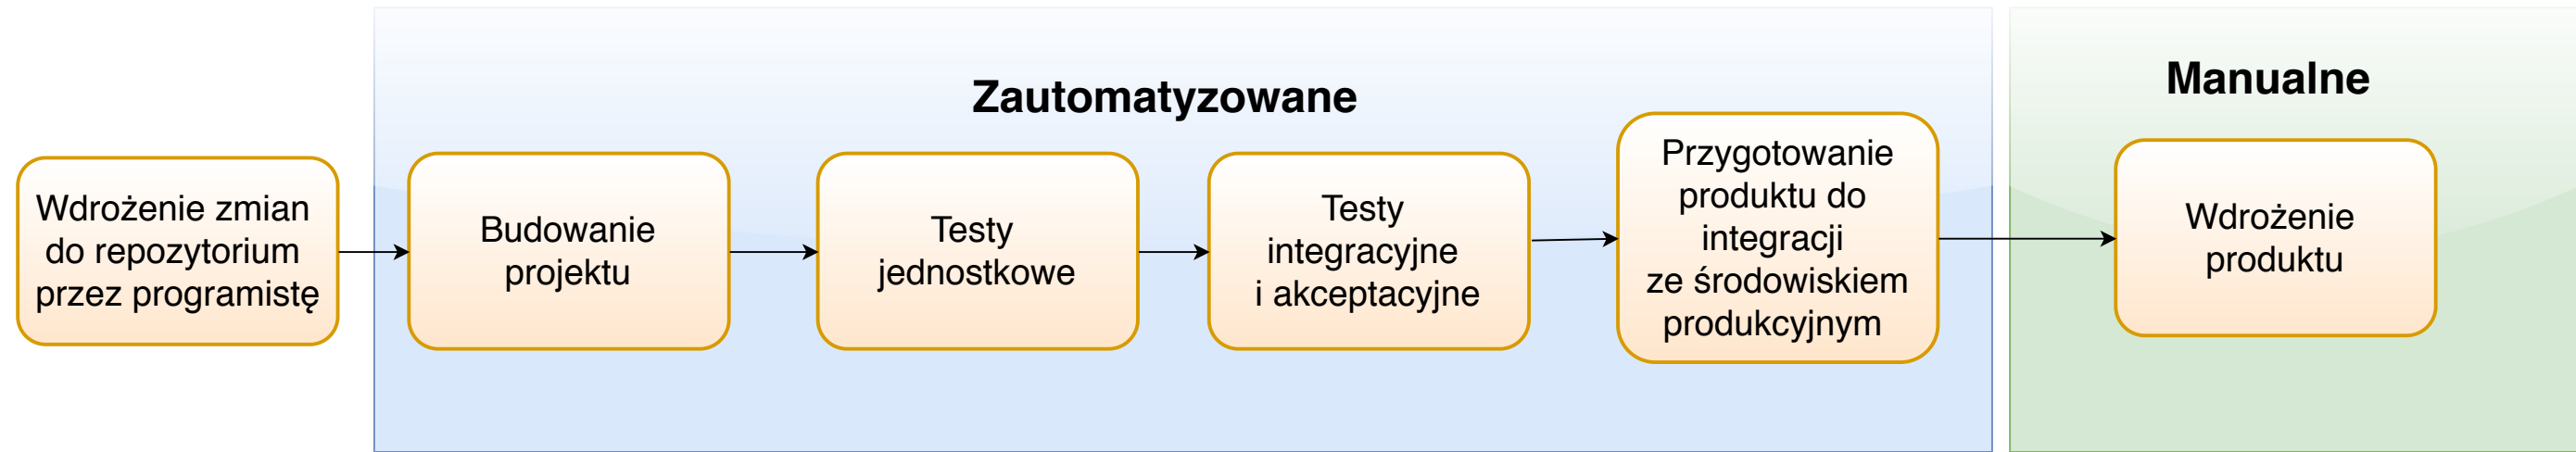 Zautomatyzowane
Manualne
Wdrożenie zmian
do repozytorium
przez programistę
Budowanie
projektu
Testy
jednostkowe
Testy
integracyjne
i akceptacyjne
Przygotowanie
produktu do
integracji
ze środowiskiem
produkcyjnym
Wdrożenie
produktu